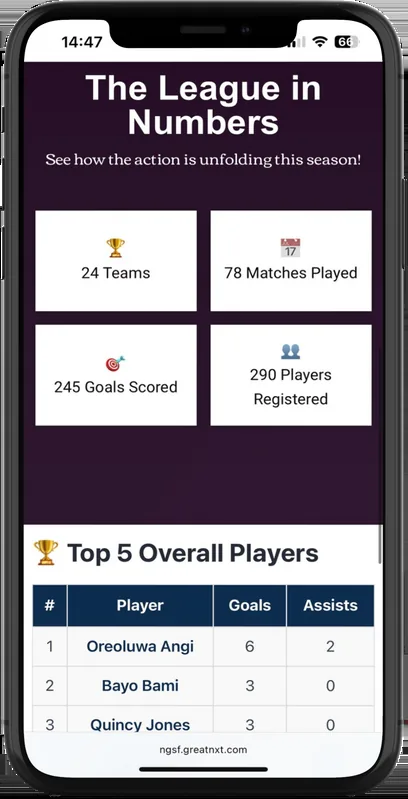 14:47
66
The League in
Numbers
See how the action is unfolding this season!
17
24 Teams
78 Matches Played
245 Goals Scored
290 Players
Registered
Top 5 Overall Players
# Player Goals Assists
1 Oreoluwa Angi 6 2
2 Bayo Bami 3 0
3 Quincy Jones 3 0
ngsf.greatnxt.com